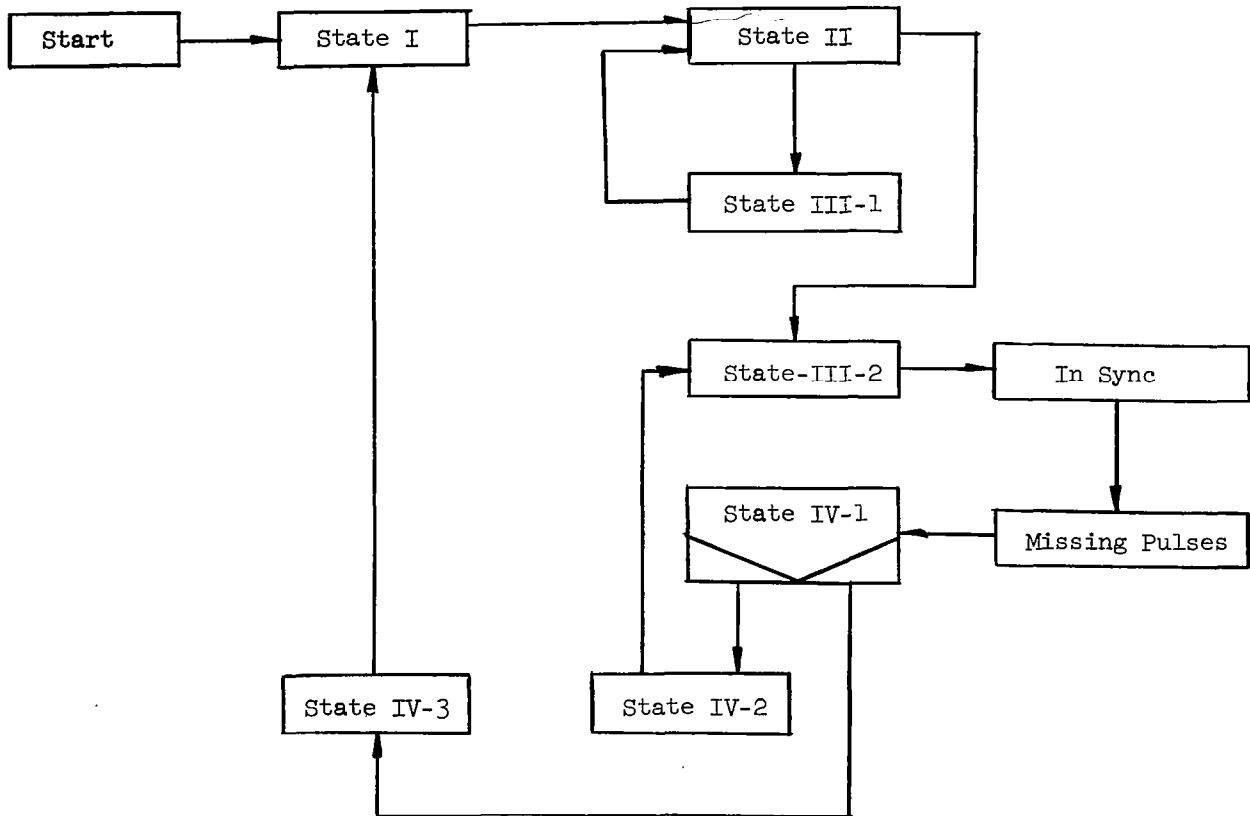 Start
State I
State II
State III-1
State-III-2
In Sync
State IV-1
Missing Pulses
State IV-3
State IV-2